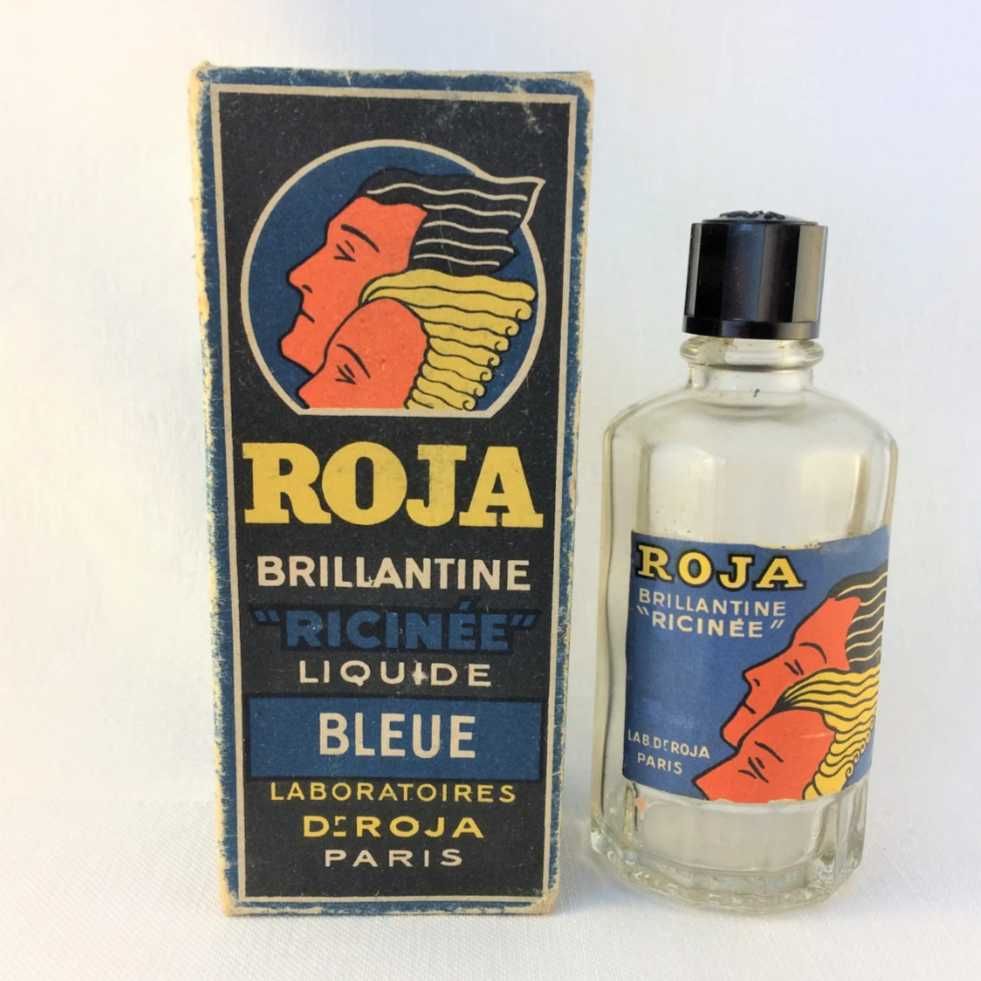 ROJA
BRILLANTINE
"RICINÉE"
LIQUIDE
BLEUE
LABORATOIRES
Dr ROJA
PARIS
ROJA
BRILLANTINE
"RICINÉE"
LAB. Dr ROJA
PARIS